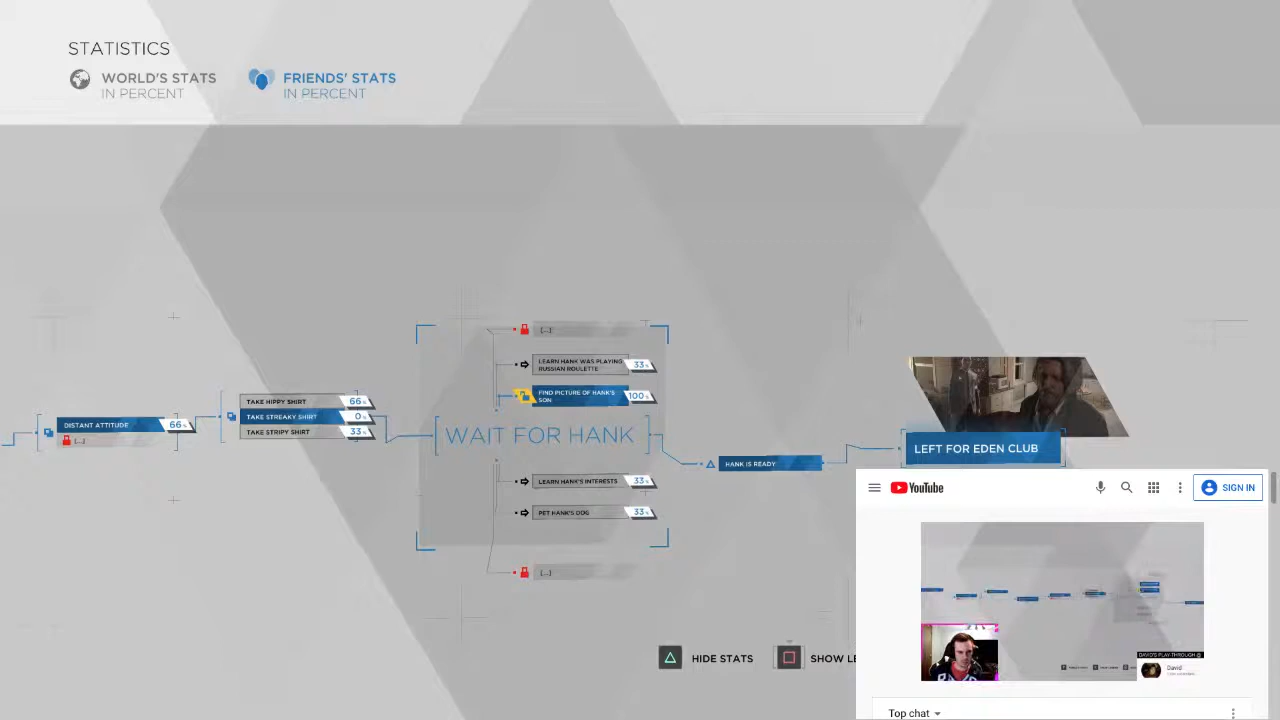 STATISTICS
WORLD'S STATS
IN PERCENT
FRIENDS' STATS
IN PERCENT
DISTANT ATTITUDE 66%
[...]
TAKE HIPPY SHIRT 66%
TAKE STREAKY SHIRT 0%
TAKE STRIPY SHIRT 33%
[...]
LEARN HANK WAS PLAYING
RUSSIAN ROULETTE 33%
FIND PICTURE OF HANK'S
SON 100%
WAIT FOR HANK
LEARN HANK'S INTERESTS 33%
PET HANK'S DOG 33%
[...]
HANK IS READY
LEFT FOR EDEN CLUB
HIDE STATS
SHOW LE
YouTube
SIGN IN
DAVID'S PLAY-THROUGH
David
Top chat